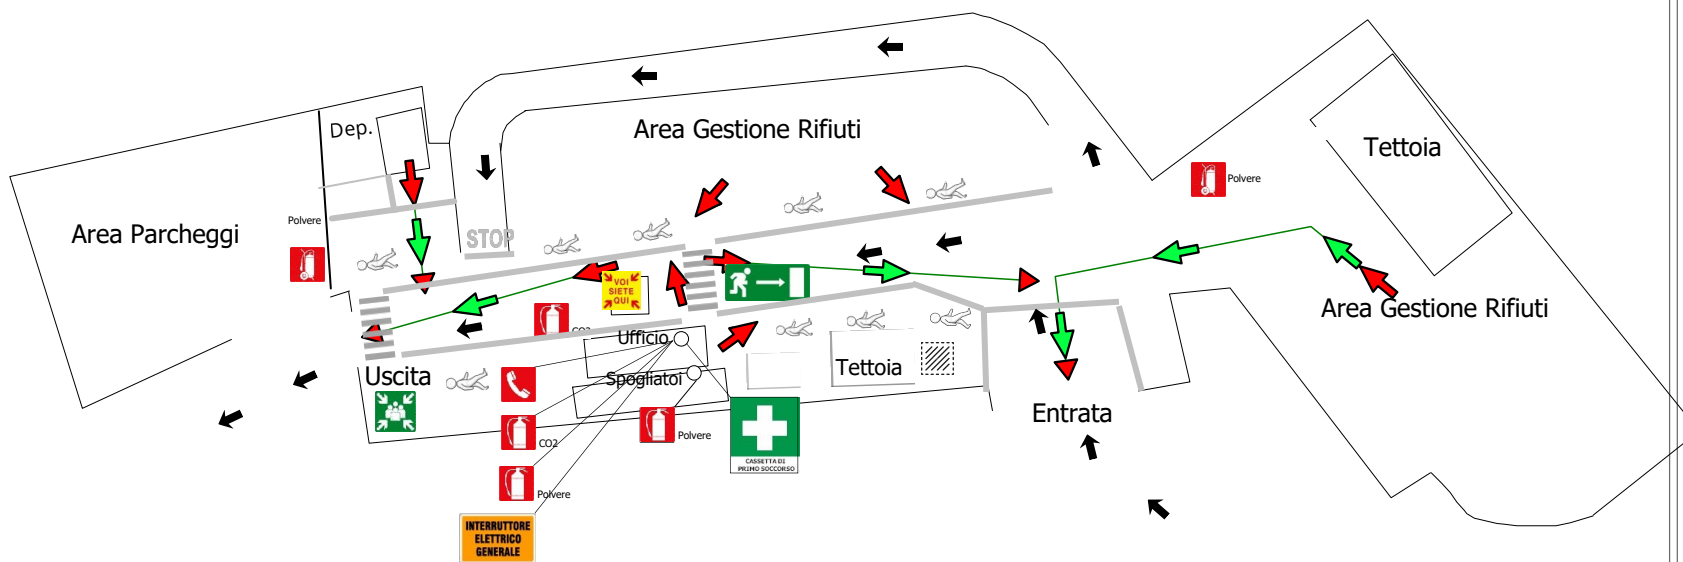 Area Gestione Rifiuti
Dep.
Tettoia
Polvere
Polvere
Area Parcheggi
STOP
VOI
SIETE
QUI
Area Gestione Rifiuti
CO2
Ufficio
Uscita
Spogliatoi
Tettoia
Entrata
CO2
Polvere
CASSETTA DI
PRIMO SOCCORSO
Polvere
INTERRUTTORE
ELETTRICO
GENERALE